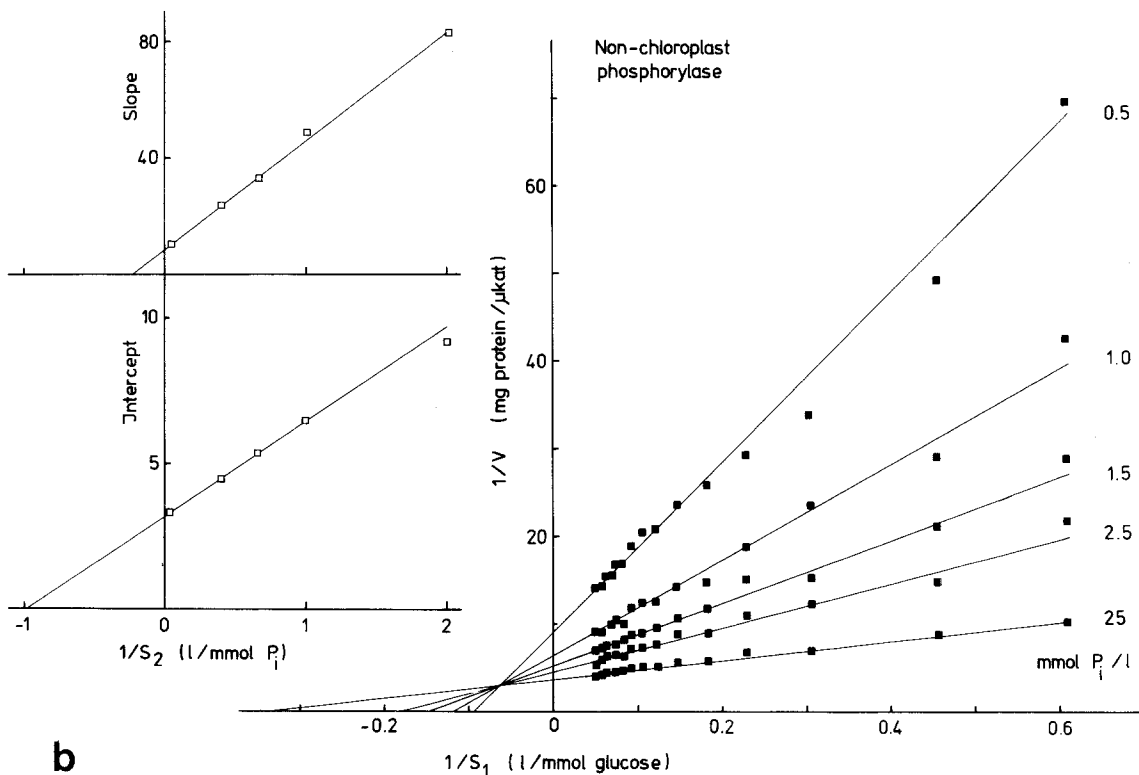 80
40
Slope
10
5
Intercept
-1
0
1
2
1/S₂ (l/mmol Pᵢ)
b
Non-chloroplast
phosphorylase
60
40
20
1/V (mg protein/µkat)
0.5
1.0
1.5
2.5
25
mmol Pᵢ/l
-0.2
0
0.2
0.4
0.6
1/S₁ (l/mmol glucose)